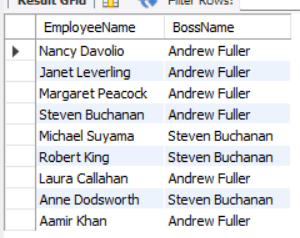 Result Grid Filter Rows:
EmployeeName BossName
Nancy Davolio Andrew Fuller
Janet Leverling Andrew Fuller
Margaret Peacock Andrew Fuller
Steven Buchanan Andrew Fuller
Michael Suyama Steven Buchanan
Robert King Steven Buchanan
Laura Callahan Andrew Fuller
Anne Dodsworth Steven Buchanan
Aamir Khan Andrew Fuller